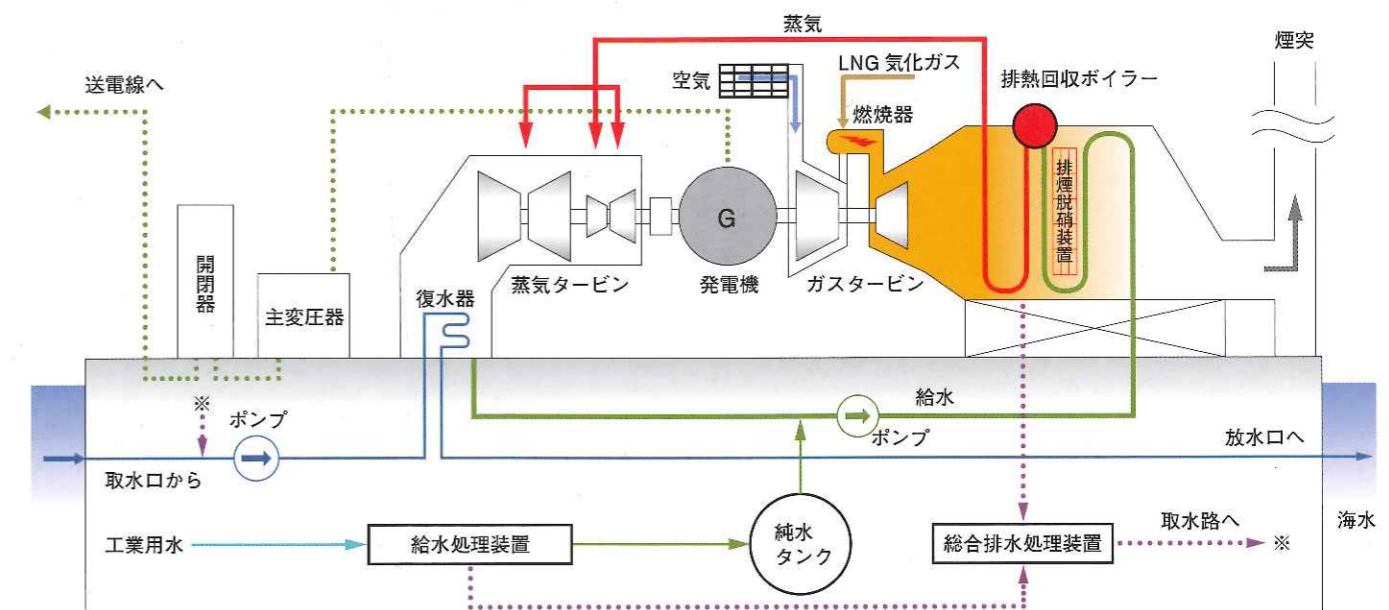 蒸気
煙突
送電線へ
空気
LNG 気化ガス
排熱回収ボイラー
燃焼器
排煙脱硝装置
G
開閉器
主変圧器
復水器
蒸気タービン
発電機
ガスタービン
※
ポンプ
給水
ポンプ
放水口へ
取水口から
海水
工業用水
給水処理装置
純水
タンク
総合排水処理装置
取水路へ
※